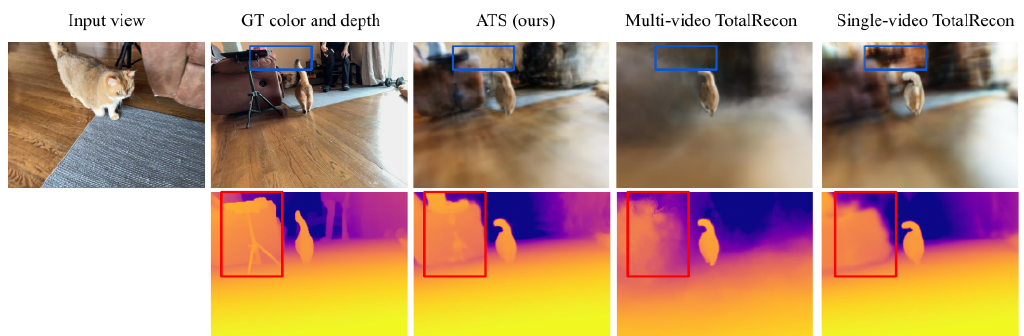 Input view
GT color and depth
ATS (ours)
Multi-video TotalRecon
Single-video TotalRecon